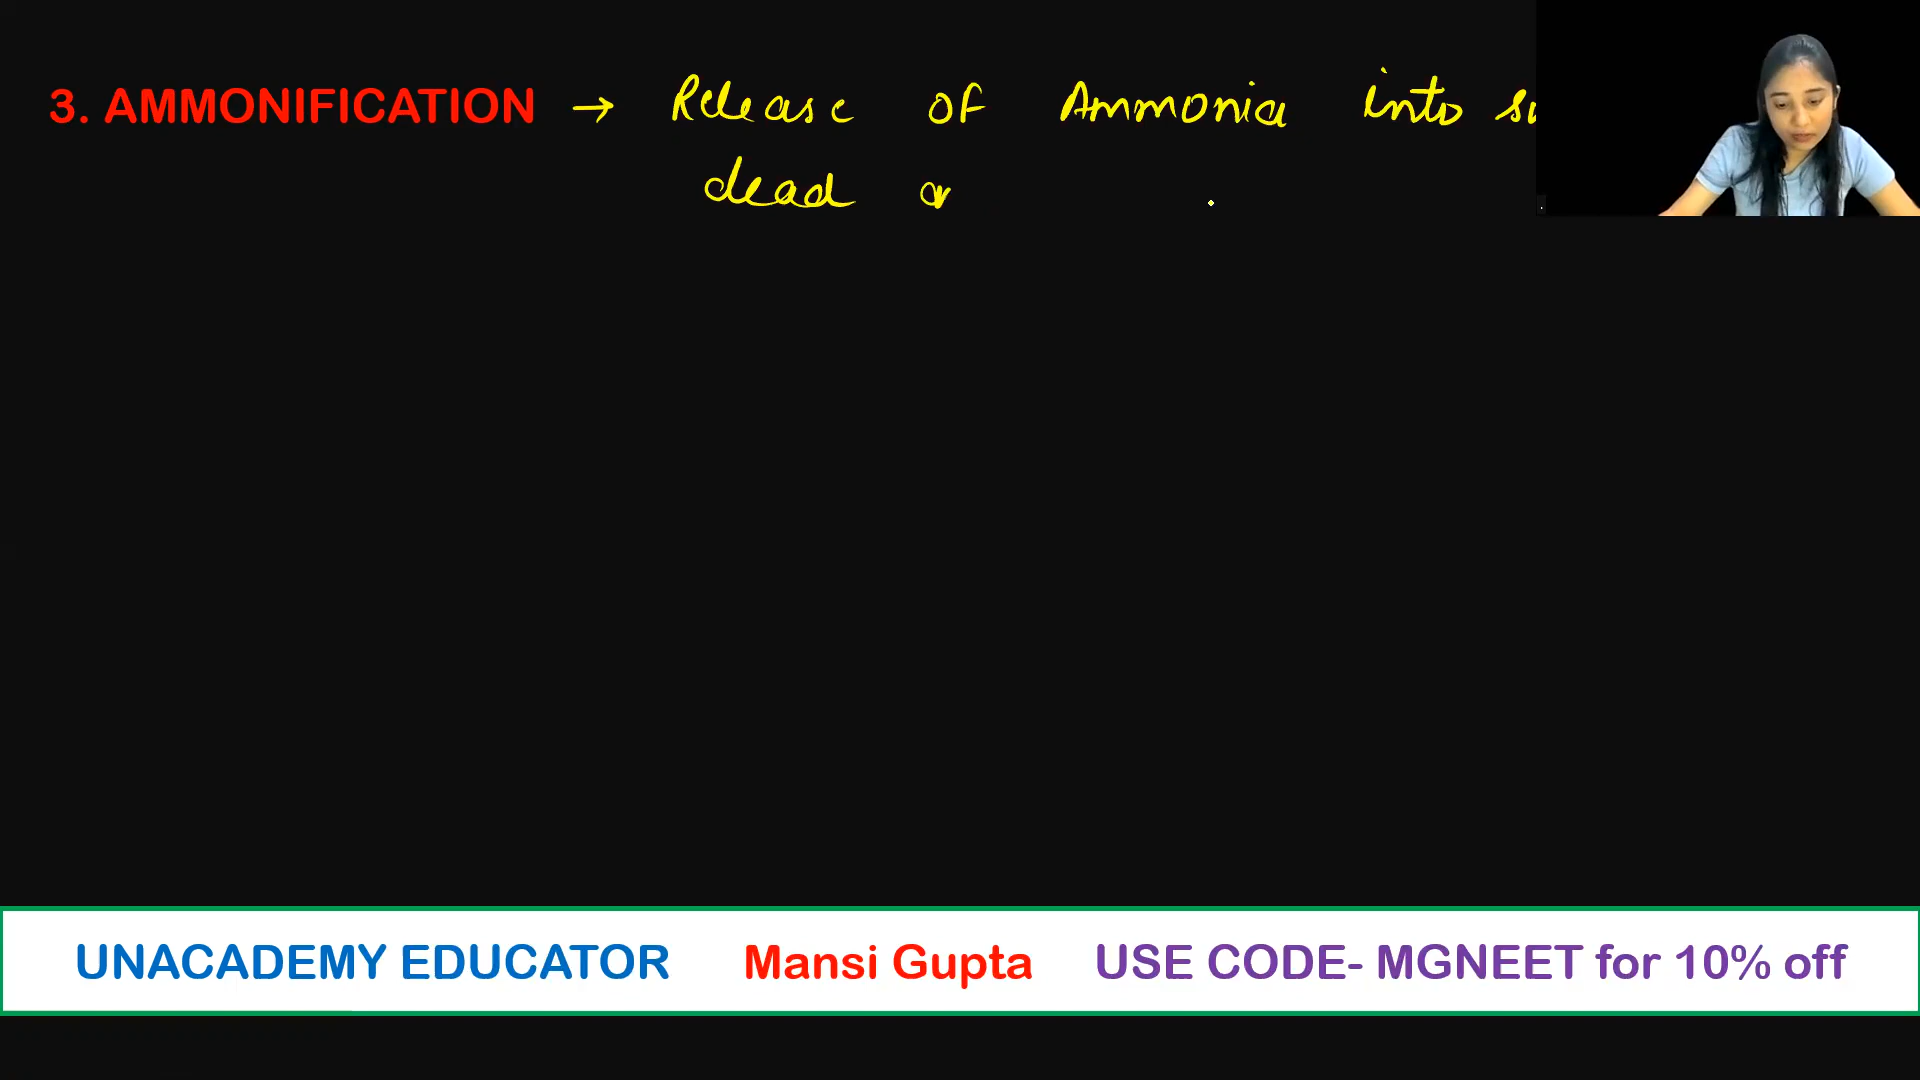 3. AMMONIFICATION → Release of Ammonia into
dead
UNACADEMY EDUCATOR Mansi Gupta USE CODE- MGNEET for 10% off